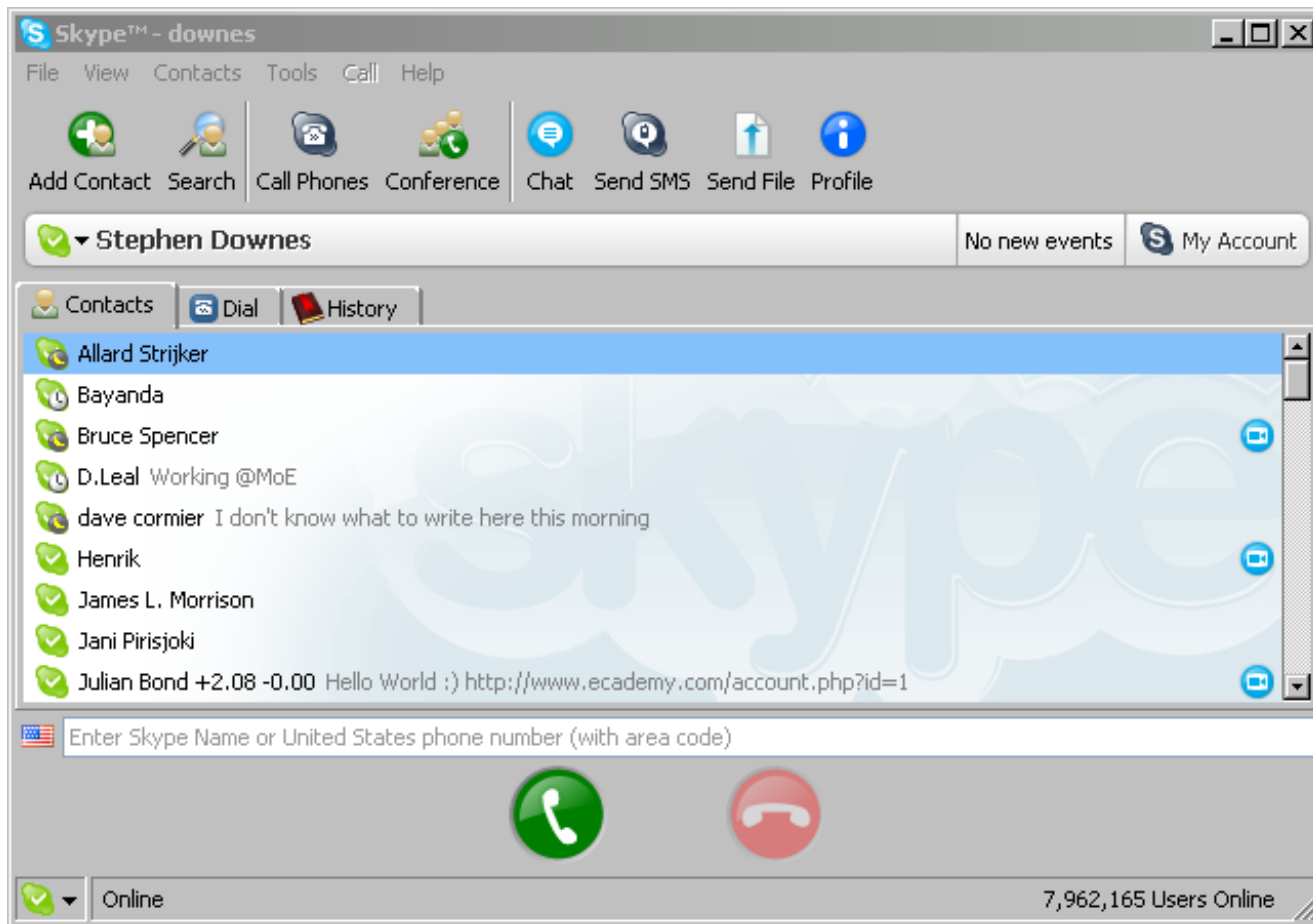 Skype™ - downes
File View Contacts Tools Call Help
Add Contact Search Call Phones Conference Chat Send SMS Send File Profile
Stephen Downes No new events My Account
Contacts Dial History
Allard Strijker
Bayanda
Bruce Spencer
D.Leal Working @MoE
dave cormier I don't know what to write here this morning
Henrik
James L. Morrison
Jani Pirisjoki
Julian Bond +2.08 -0.00 Hello World :) http://www.ecademy.com/account.php?id=1
skype
Enter Skype Name or United States phone number (with area code)
Online 7,962,165 Users Online